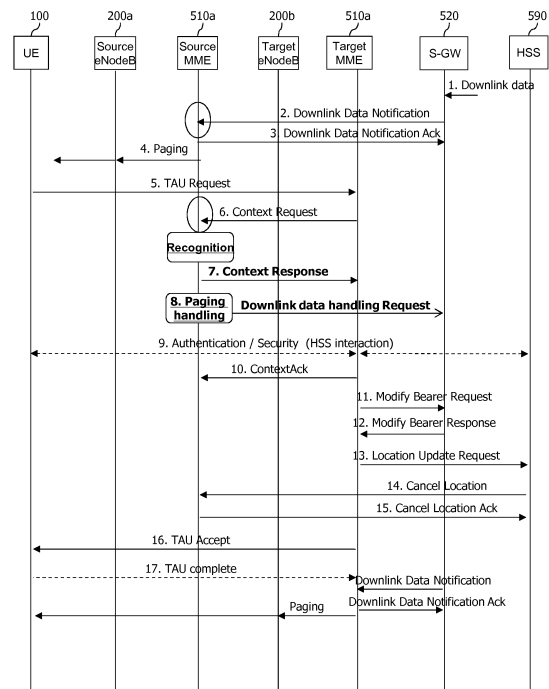 100 200a 510a 200b 510a 520 590
UE
Source
eNodeB
Source
MME
Target
eNodeB
Target
MME
S-GW
HSS
1. Downlink data
2. Downlink Data Notification
3. Downlink Data Notification Ack
4. Paging
5. TAU Request
6. Context Request
Recognition
7. Context Response
8. Paging
handling
Downlink data handling Request
9. Authentication / Security (HSS interaction)
10. ContextAck
11. Modify Bearer Request
12. Modify Bearer Response
13. Location Update Request
14. Cancel Location
15. Cancel Location Ack
16. TAU Accept
17. TAU complete
Downlink Data Notification
Downlink Data Notification Ack
Paging